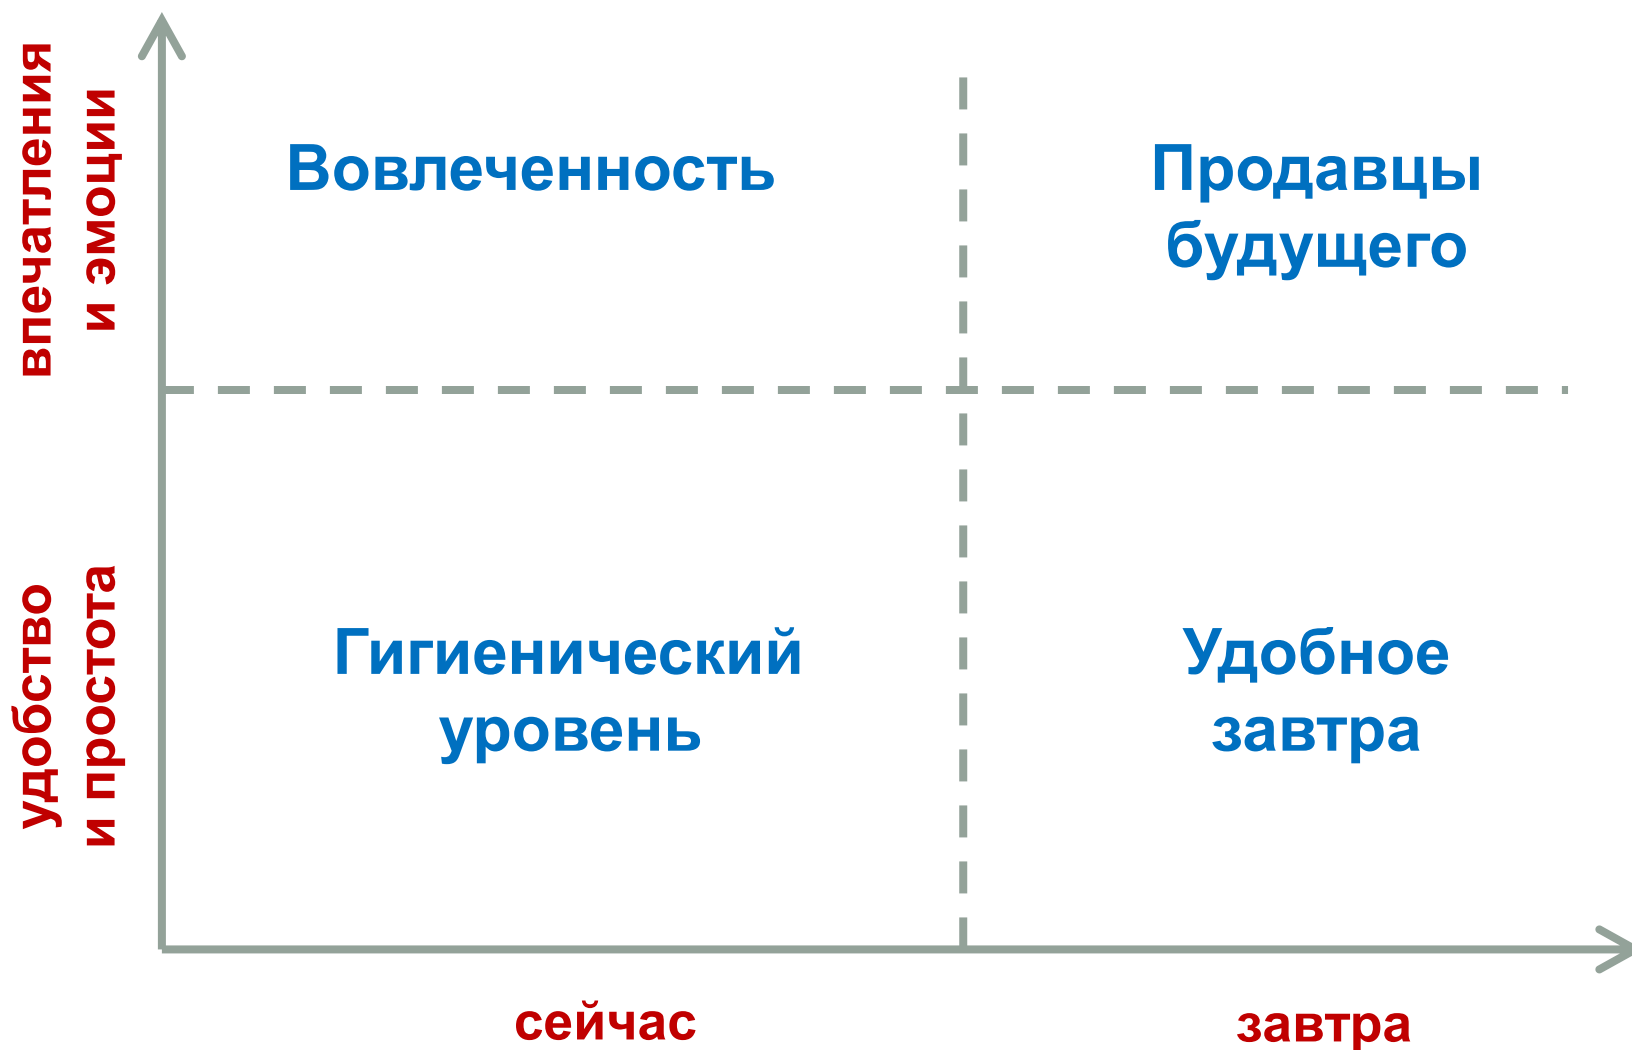 впечатления
и эмоции
Вовлеченность
Продавцы
будущего
удобство
и простота
Гигиенический
уровень
Удобное
завтра
сейчас
завтра